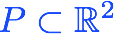 P ⊂ ℝ²